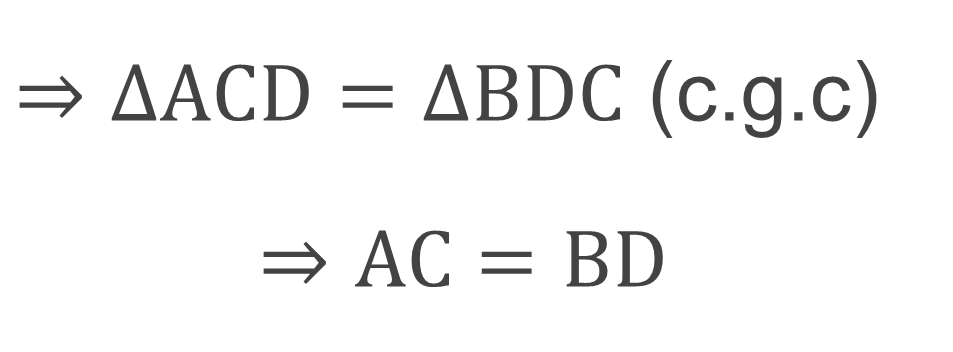 ⇒ ΔACD = ΔBDC (c.g.c)
⇒ AC = BD